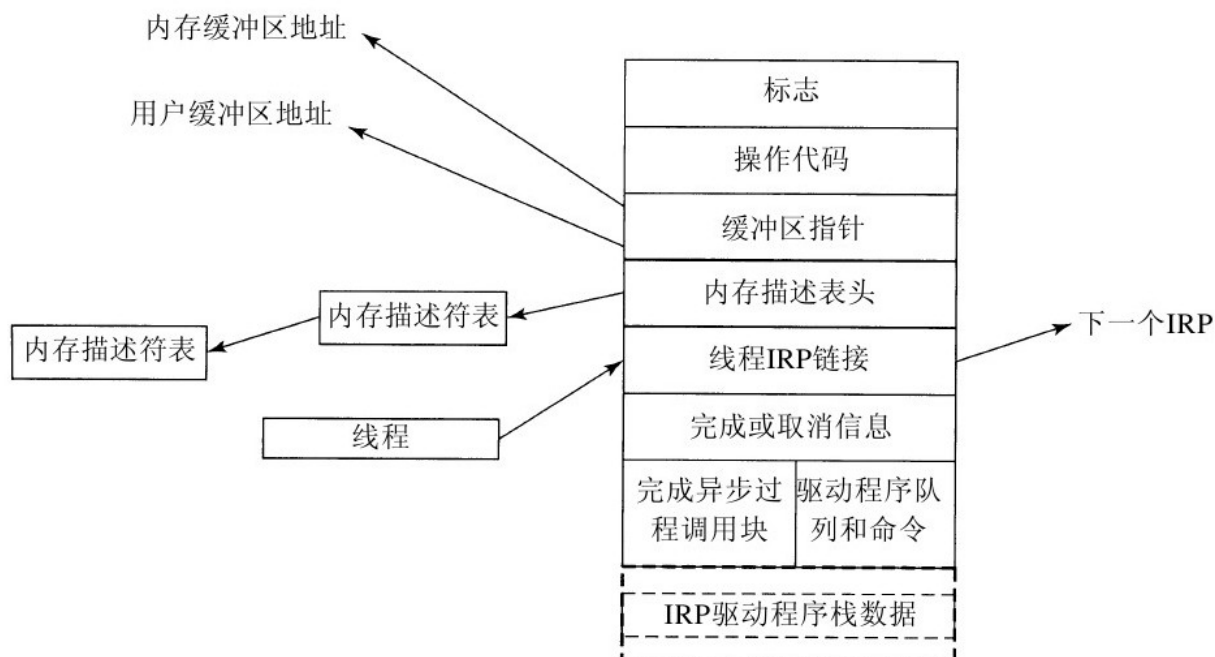 内存缓冲区地址
用户缓冲区地址
标志
操作代码
缓冲区指针
内存描述表头
内存描述符表
内存描述符表
线程IRP链接
下一个IRP
线程
完成或取消信息
完成异步过
程调用块
驱动程序队
列和命令
IRP驱动程序栈数据